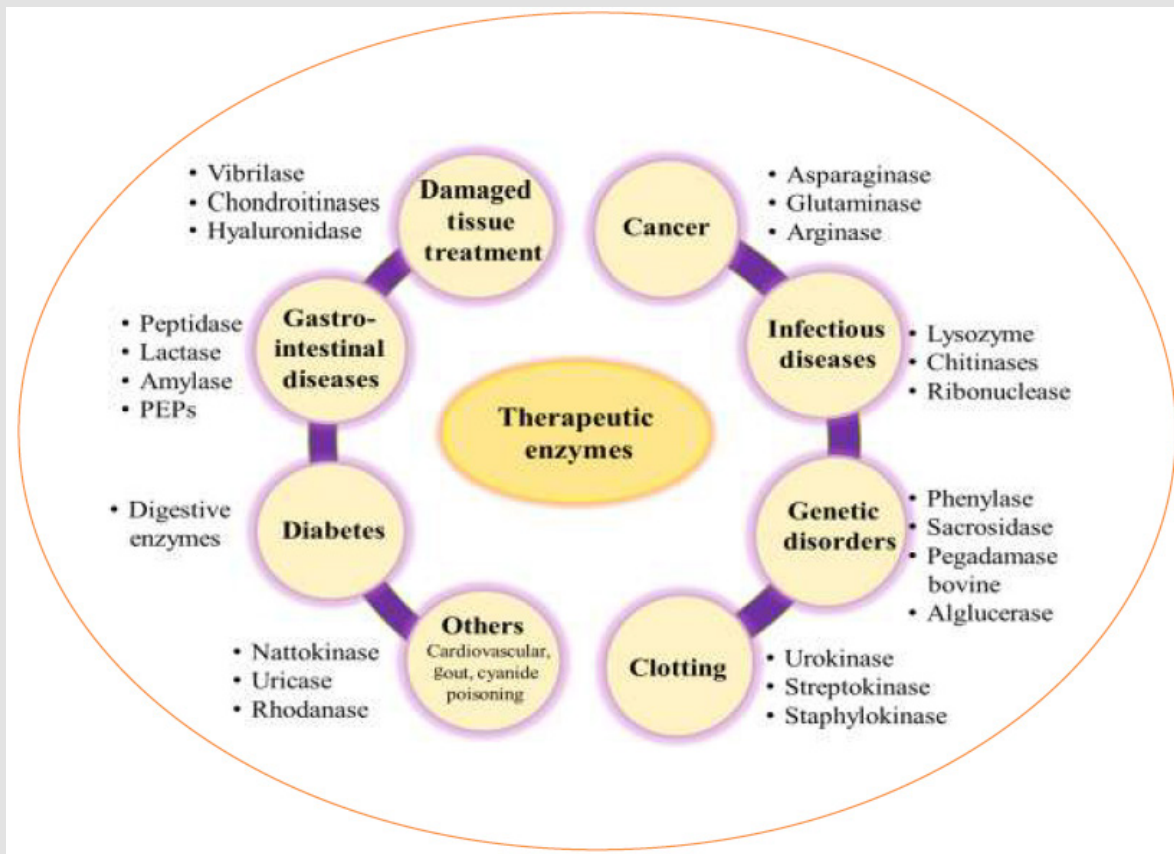 • Vibrilase
• Chondroitinases
• Hyaluronidase
Damaged
tissue
treatment
Cancer
• Asparaginase
• Glutaminase
• Arginase
• Peptidase
• Lactase
• Amylase
• PEPs
Gastro-
intestinal
diseases
Infectious
diseases
• Lysozyme
• Chitinases
• Ribonuclease
Therapeutic
enzymes
• Digestive
enzymes
Diabetes
Genetic
disorders
• Phenylase
• Sacrosidase
• Pegadamase
bovine
• Alglucerase
• Nattokinase
• Uricase
• Rhodanase
Others
Cardiovascular,
gout, cyanide
poisoning
Clotting
• Urokinase
• Streptokinase
• Staphylokinase